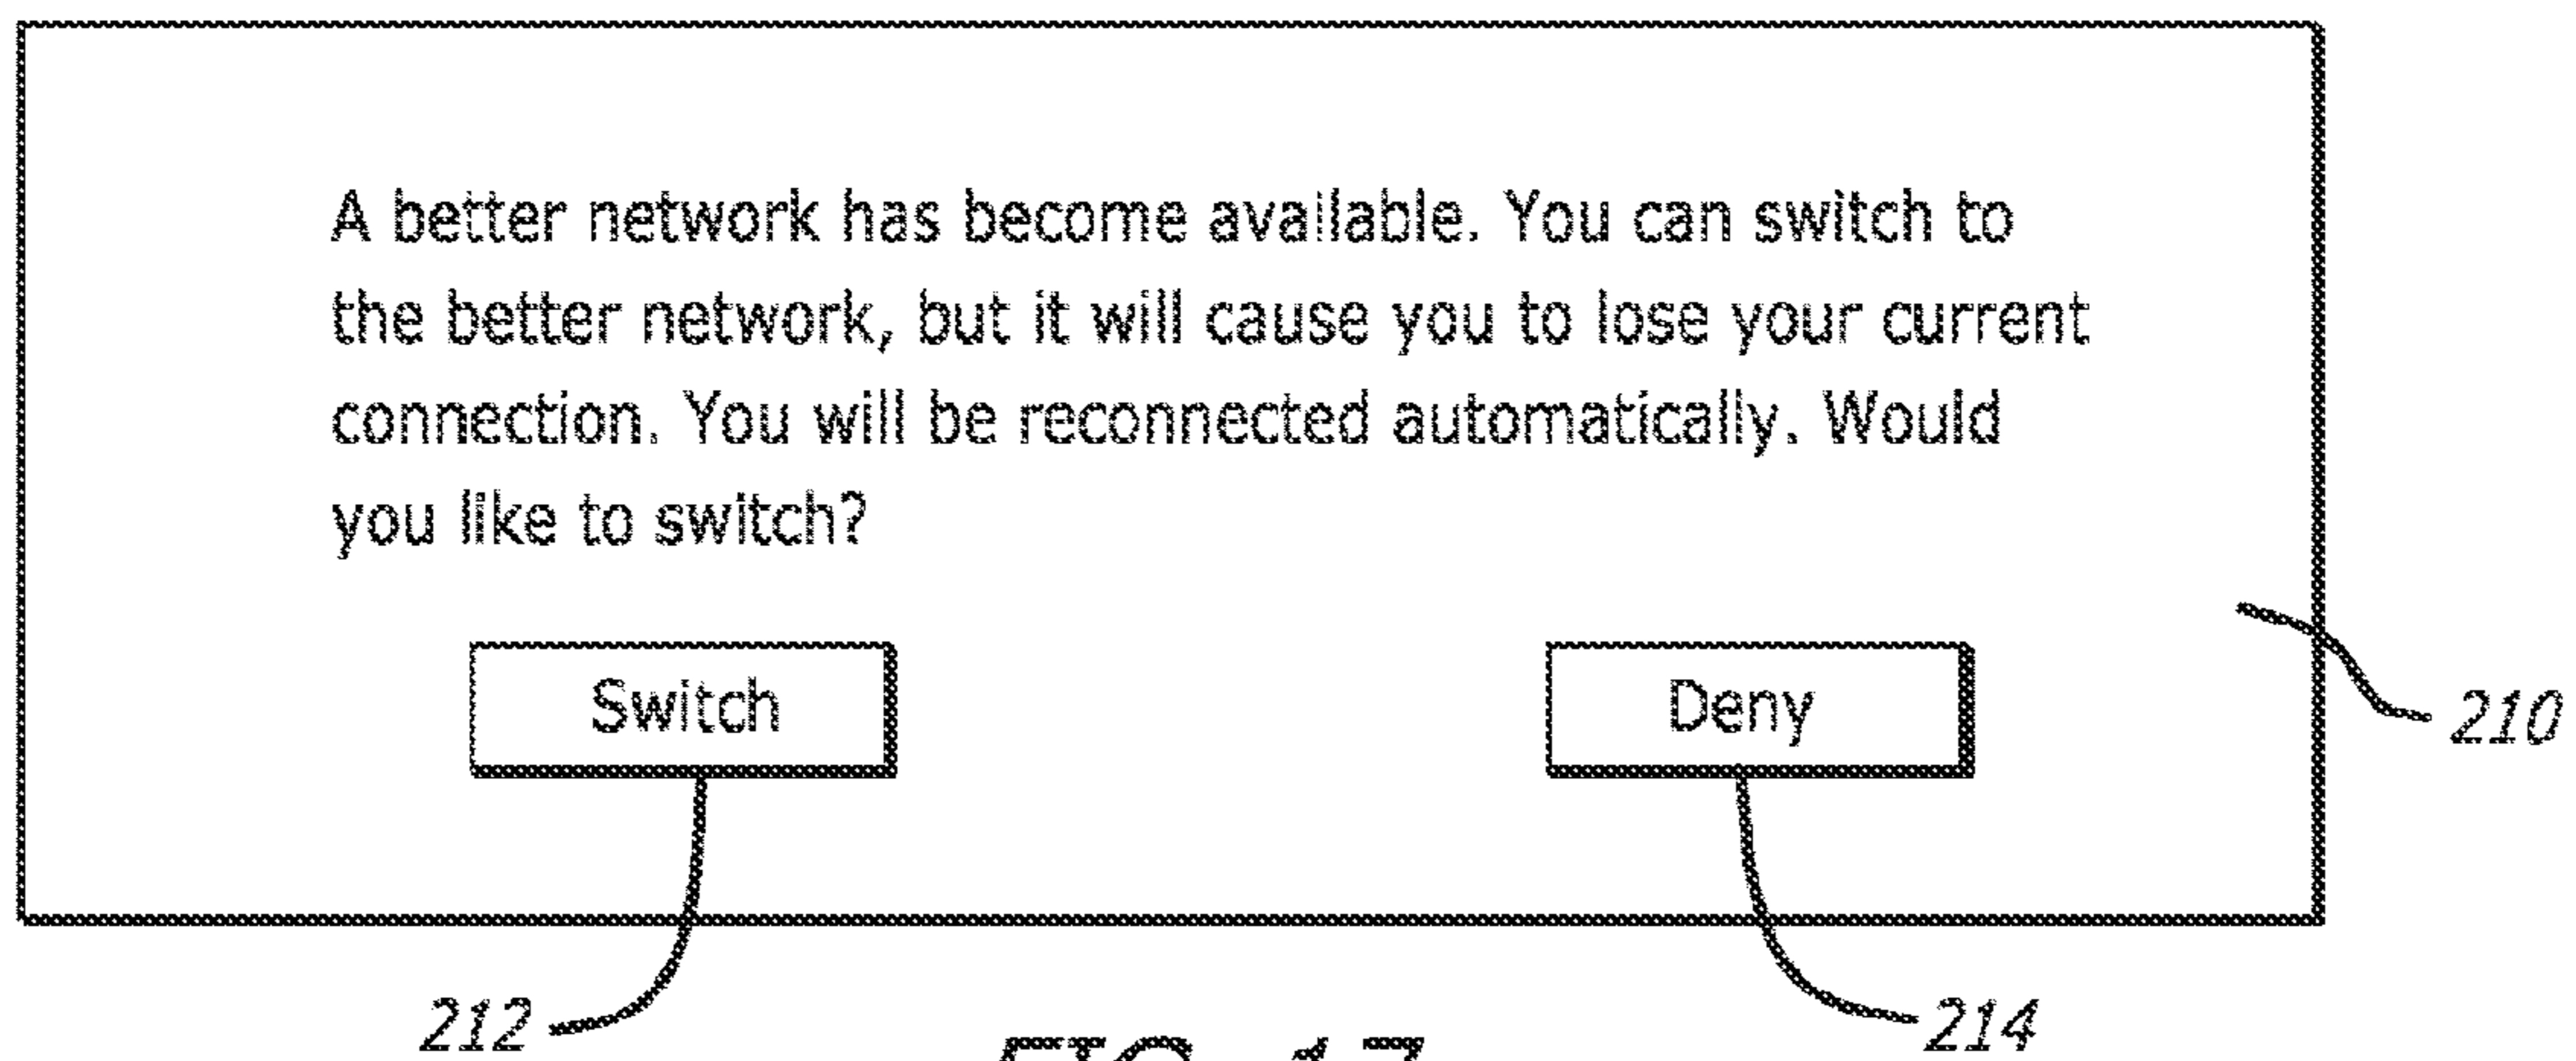 A better network has become available. You can switch to
the better network, but it will cause you to lose your current
connection. You will be reconnected automatically. Would
you like to switch?
Switch
Deny
210
212
214